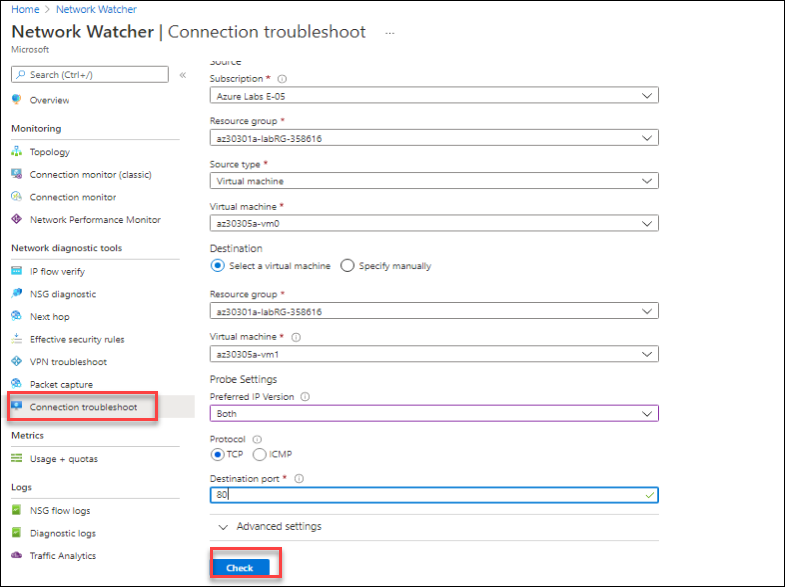 Home > Network Watcher
Network Watcher | Connection troubleshoot ...
Microsoft
Search (Ctrl+/)
«
Overview
Monitoring
Topology
Connection monitor (classic)
Connection monitor
Network Performance Monitor
Network diagnostic tools
IP flow verify
NSG diagnostic
Next hop
Effective security rules
VPN troubleshoot
Packet capture
Connection troubleshoot
Metrics
Usage + quotas
Logs
NSG flow logs
Diagnostic logs
Traffic Analytics
Source
Subscription *
Azure Labs E-05
Resource group *
az30301a-labRG-358616
Source type *
Virtual machine
Virtual machine *
az30305a-vm0
Destination
Select a virtual machine Specify manually
Resource group *
az30301a-labRG-358616
Virtual machine *
az30305a-vm1
Probe Settings
Preferred IP Version
Both
Protocol
TCP ICMP
Destination port *
80
Advanced settings
Check